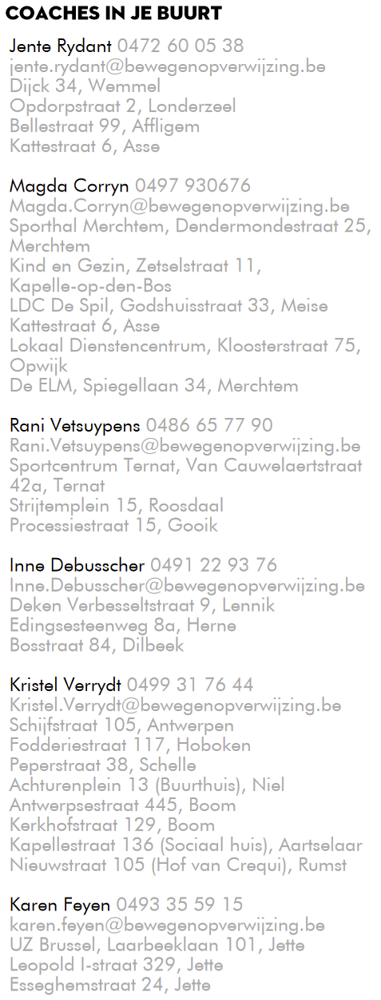 COACHES IN JE BUURT
Jente Rydant 0472 60 05 38
jente.rydant@bewegenopverwijzing.be
Dijck 34, Wemmel
Opdorpstraat 2, Londerzeel
Bellestraat 99, Affligem
Kattestraat 6, Asse
Magda Corryn 0497 930676
Magda.Corryn@bewegenopverwijzing.be
Sporthal Merchtem, Dendermondestraat 25,
Merchtem
Kind en Gezin, Zetselstraat 11,
Kapelle-op-den-Bos
LDC De Spil, Godshuisstraat 33, Meise
Kattestraat 6, Asse
Lokaal Dienstencentrum, Kloosterstraat 75,
Opwijk
De ELM, Spiegellaan 34, Merchtem
Rani Vetsuypens 0486 65 77 90
Rani.Vetsuypens@bewegenopverwijzing.be
Sportcentrum Ternat, Van Cauwelaertstraat
42a, Ternat
Strijtemplein 15, Roosdaal
Processiestraat 15, Gooik
Inne Debusscher 0491 22 93 76
Inne.Debusscher@bewegenopverwijzing.be
Deken Verbesseltstraat 9, Lennik
Edingsesteenweg 8a, Herne
Bosstraat 84, Dilbeek
Kristel Verrydt 0499 31 76 44
Kristel.Verrydt@bewegenopverwijzing.be
Schijfstraat 105, Antwerpen
Fodderiestraat 117, Hoboken
Peperstraat 38, Schelle
Achturenplein 13 (Buurthuis), Niel
Antwerpsestraat 445, Boom
Kerkhofstraat 129, Boom
Kapellestraat 136 (Sociaal huis), Aartselaar
Nieuwstraat 105 (Hof van Crequi), Rumst
Karen Feyen 0493 35 59 15
karen.feyen@bewegenopverwijzing.be
UZ Brussel, Laarbeeklaan 101, Jette
Leopold I-straat 329, Jette
Esseghemstraat 24, Jette